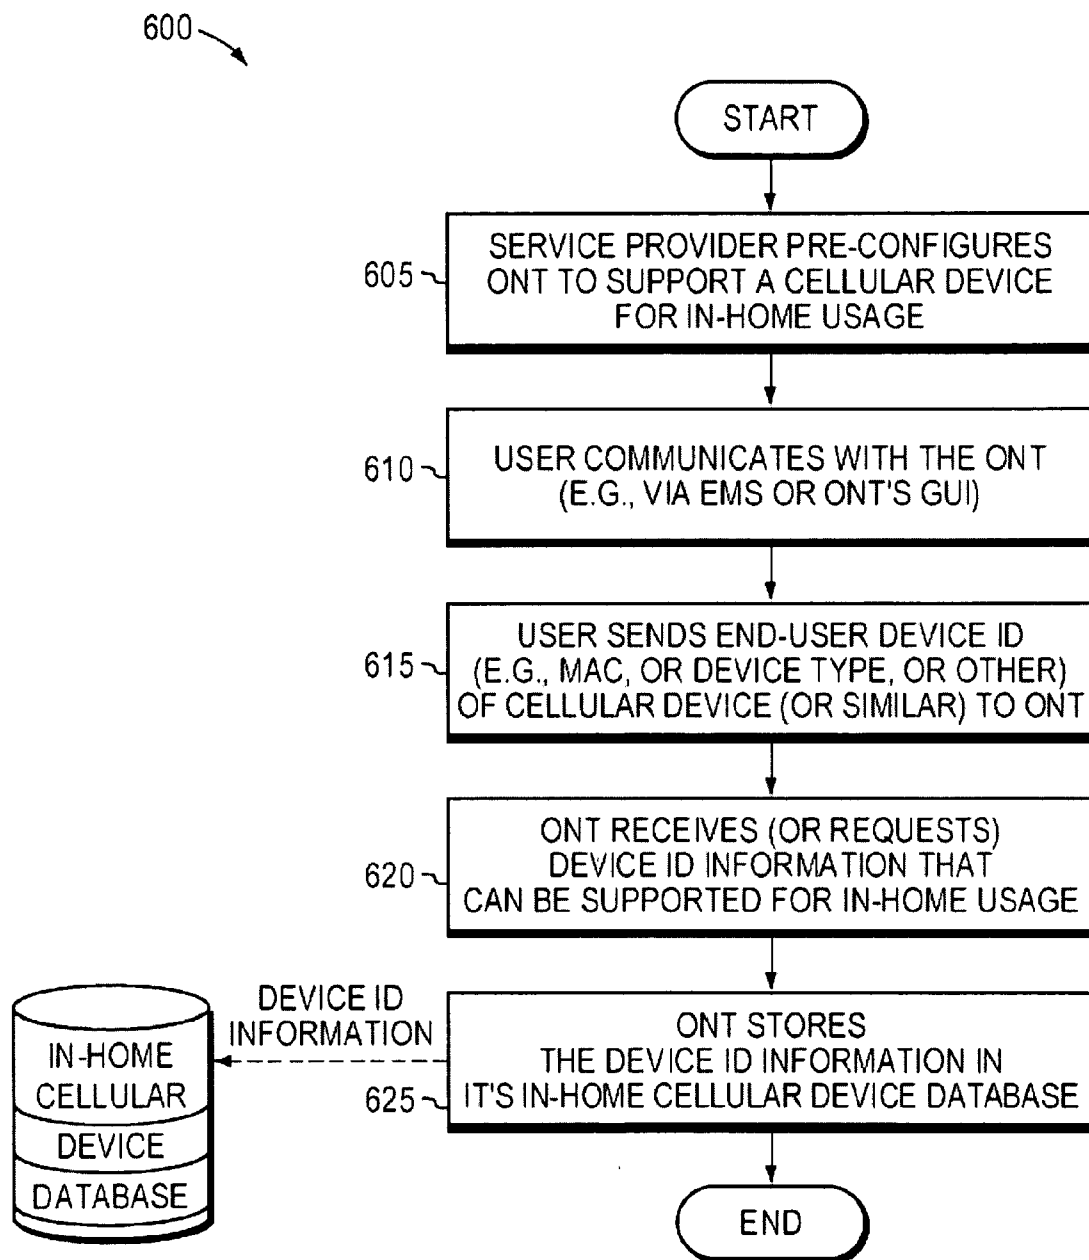 600
START
605
SERVICE PROVIDER PRE-CONFIGURES
ONT TO SUPPORT A CELLULAR DEVICE
FOR IN-HOME USAGE
610
USER COMMUNICATES WITH THE ONT
(E.G., VIA EMS OR ONT'S GUI)
615
USER SENDS END-USER DEVICE ID
(E.G., MAC, OR DEVICE TYPE, OR OTHER)
OF CELLULAR DEVICE (OR SIMILAR) TO ONT
620
ONT RECEIVES (OR REQUESTS)
DEVICE ID INFORMATION THAT
CAN BE SUPPORTED FOR IN-HOME USAGE
625
ONT STORES
THE DEVICE ID INFORMATION IN
IT'S IN-HOME CELLULAR DEVICE DATABASE
DEVICE ID
INFORMATION
IN-HOME
CELLULAR
DEVICE
DATABASE
END